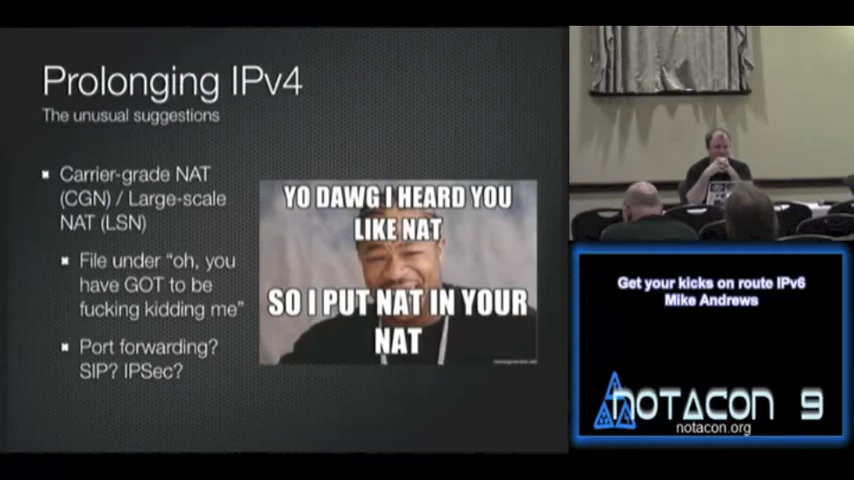 Prolonging IPv4
The unusual suggestions
Carrier-grade NAT
(CGN) / Large-scale
NAT (LSN)
File under “oh, you
have GOT to be
fucking kidding me”
Port forwarding?
SIP? IPSec?
YO DAWG I HEARD YOU
LIKE NAT
SO I PUT NAT IN YOUR
NAT
Get your kicks on route IPv6
Mike Andrews
NOTACON 9
notacon.org